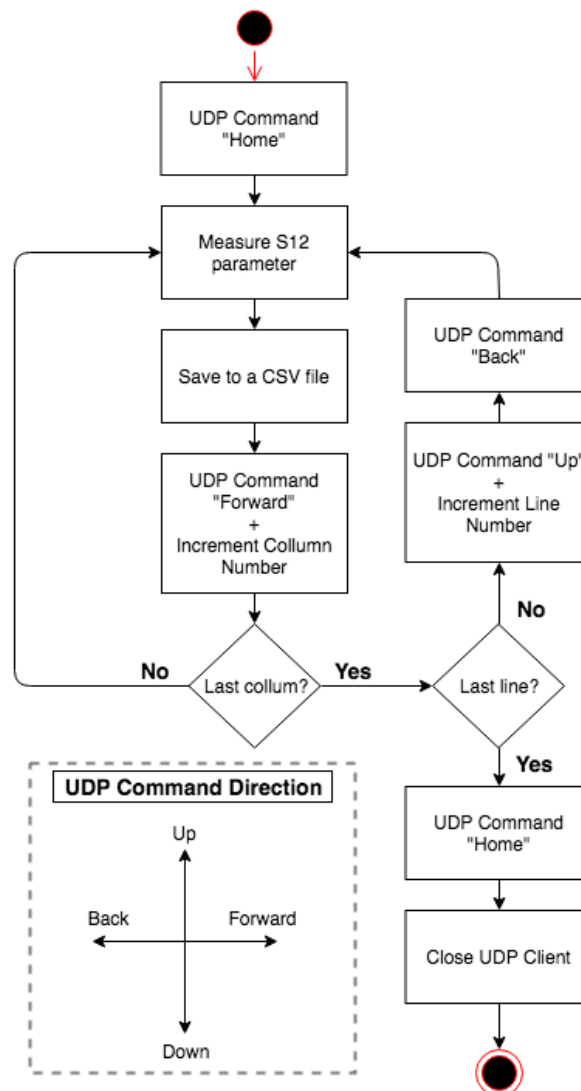 UDP Command
"Home"
Measure S12
parameter
Save to a CSV file
UDP Command
"Forward"
+
Increment Collumn
Number
Last collum?
No
Yes
Last line?
No
UDP Command "Up"
+
Increment Line
Number
UDP Command
"Back"
Yes
UDP Command
"Home"
Close UDP Client
UDP Command Direction
Up
Back
Forward
Down